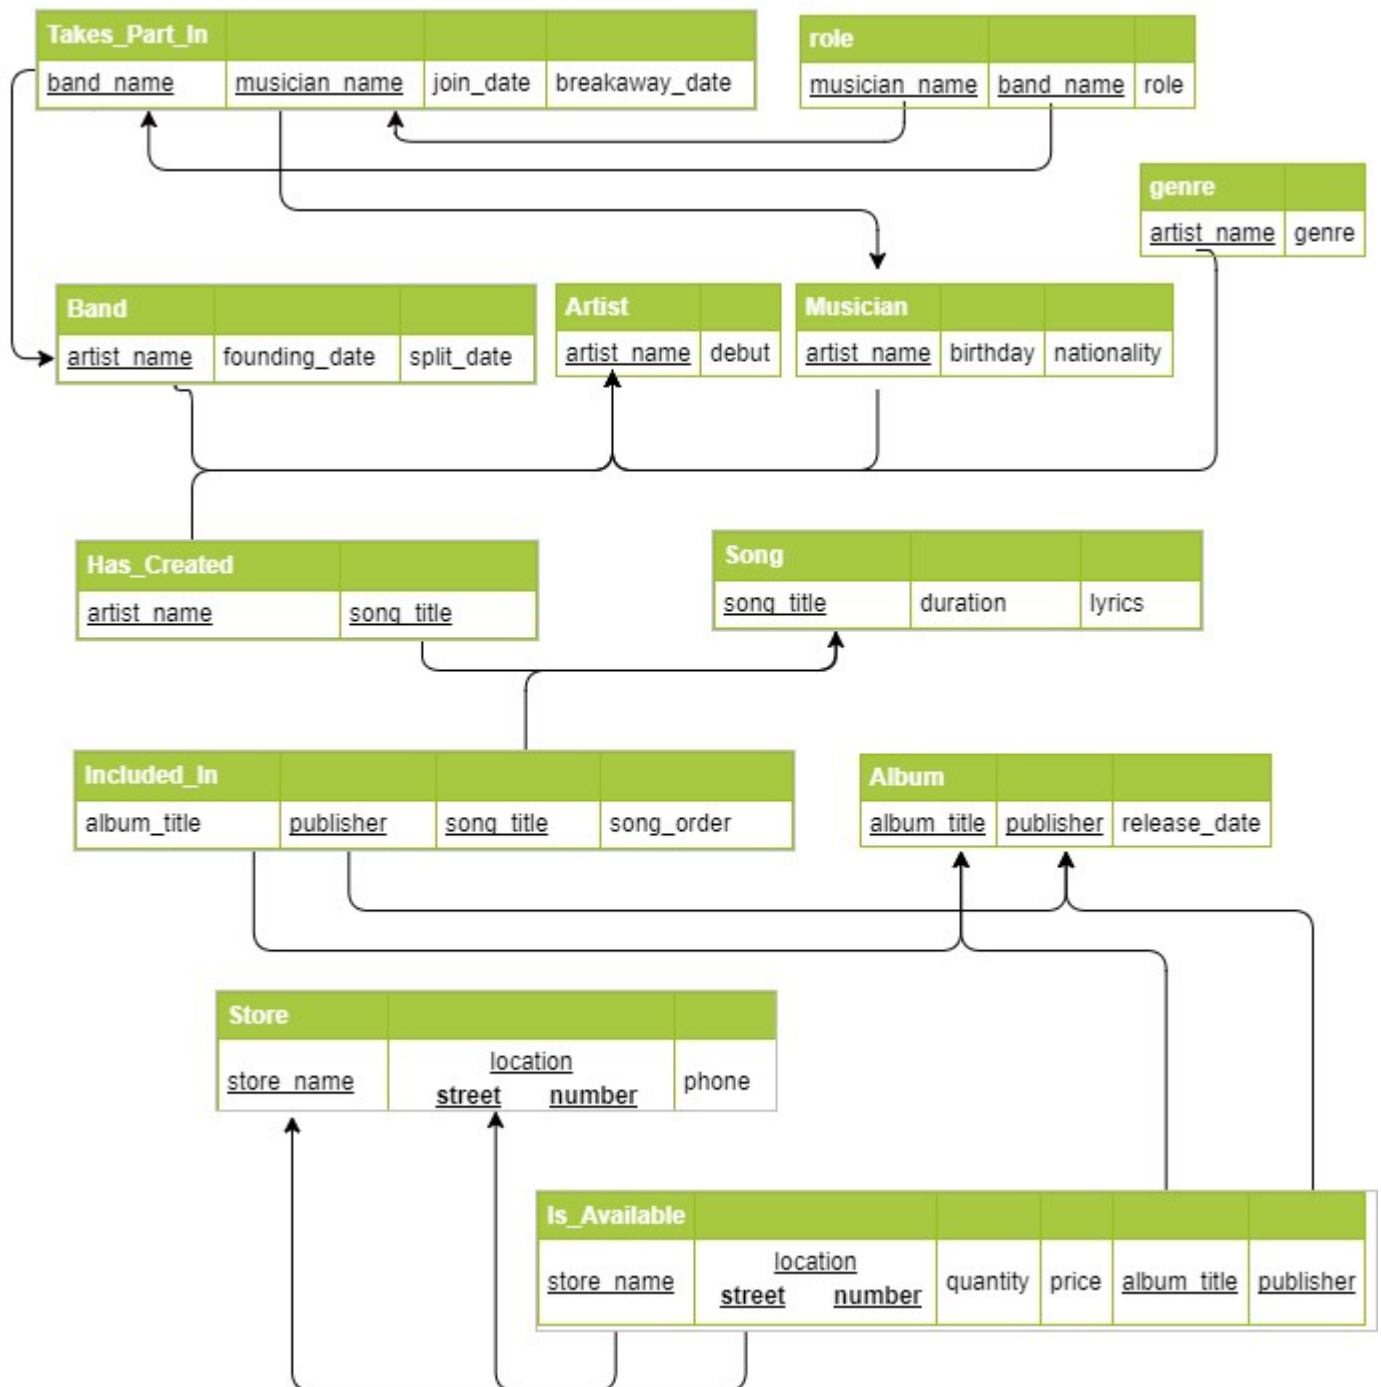 Takes_Part_In
band_name musician_name join_date breakaway_date
role
musician_name band_name role
genre
artist_name genre
Band
artist_name founding_date split_date
Artist
artist_name debut
Musician
artist_name birthday nationality
Has_Created
artist_name song_title
Song
song_title duration lyrics
Included_In
album_title publisher song_title song_order
Album
album_title publisher release_date
Store
store_name location phone
street number
Is_Available
store_name location quantity price album_title publisher
street number